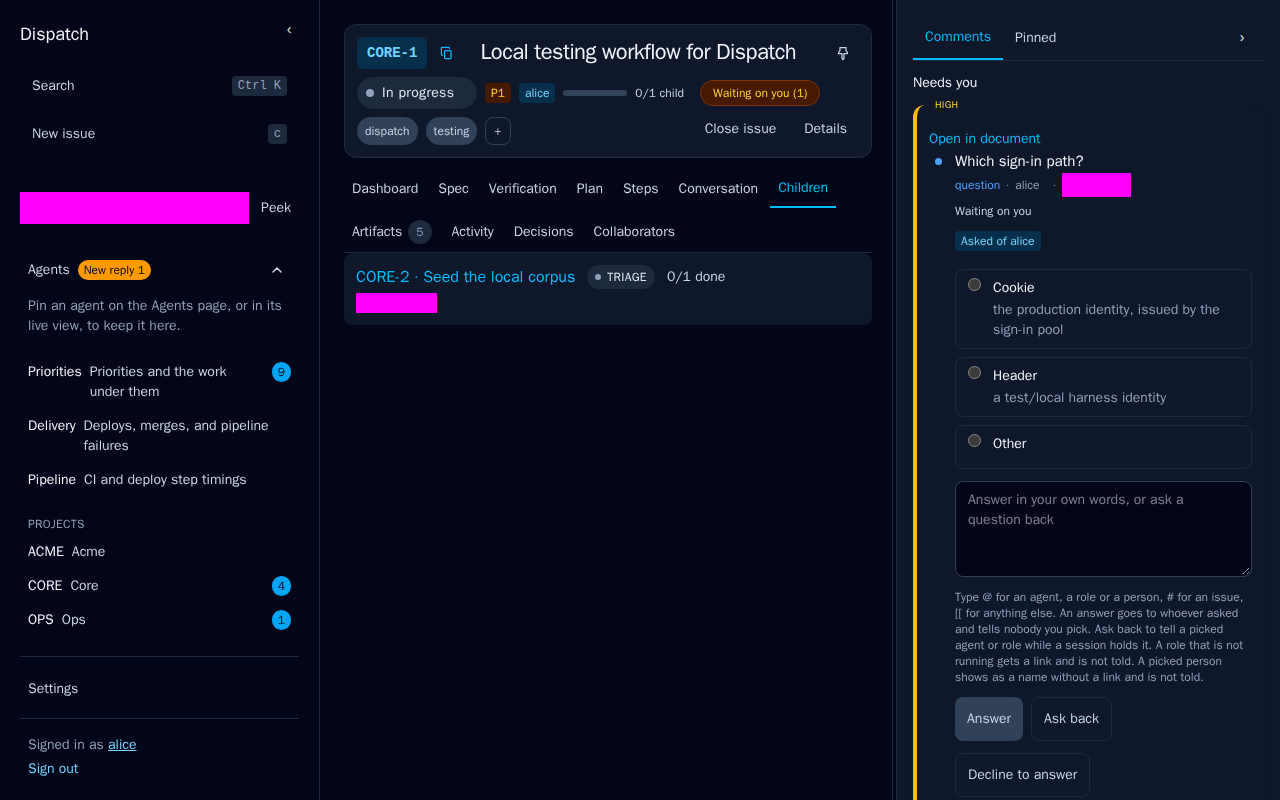 Dispatch
Search
Ctrl K
New issue
C
Peek
Agents
New reply 1
Pin an agent on the Agents page, or in its
live view, to keep it here.
Priorities
Priorities and the work
under them
9
Delivery
Deploys, merges, and pipeline
failures
Pipeline
CI and deploy step timings
PROJECTS
ACME Acme
CORE Core
4
OPS Ops
1
Settings
Signed in as alice
Sign out
CORE-1
Local testing workflow for Dispatch
In progress
P1
alice
0/1 child
Waiting on you (1)
dispatch
testing
+
Close issue
Details
Dashboard
Spec
Verification
Plan
Steps
Conversation
Children
Artifacts 5
Activity
Decisions
Collaborators
CORE-2 · Seed the local corpus
TRIAGE
0/1 done
Comments
Pinned
Needs you
HIGH
Open in document
Which sign-in path?
question · alice ·
Waiting on you
Asked of alice
Cookie
the production identity, issued by the
sign-in pool
Header
a test/local harness identity
Other
Answer in your own words, or ask a
question back
Type @ for an agent, a role or a person, # for an issue,
[[ for anything else. An answer goes to whoever asked
and tells nobody you pick. Ask back to tell a picked
agent or role while a session holds it. A role that is not
running gets a link and is not told. A picked person
shows as a name without a link and is not told.
Answer
Ask back
Decline to answer